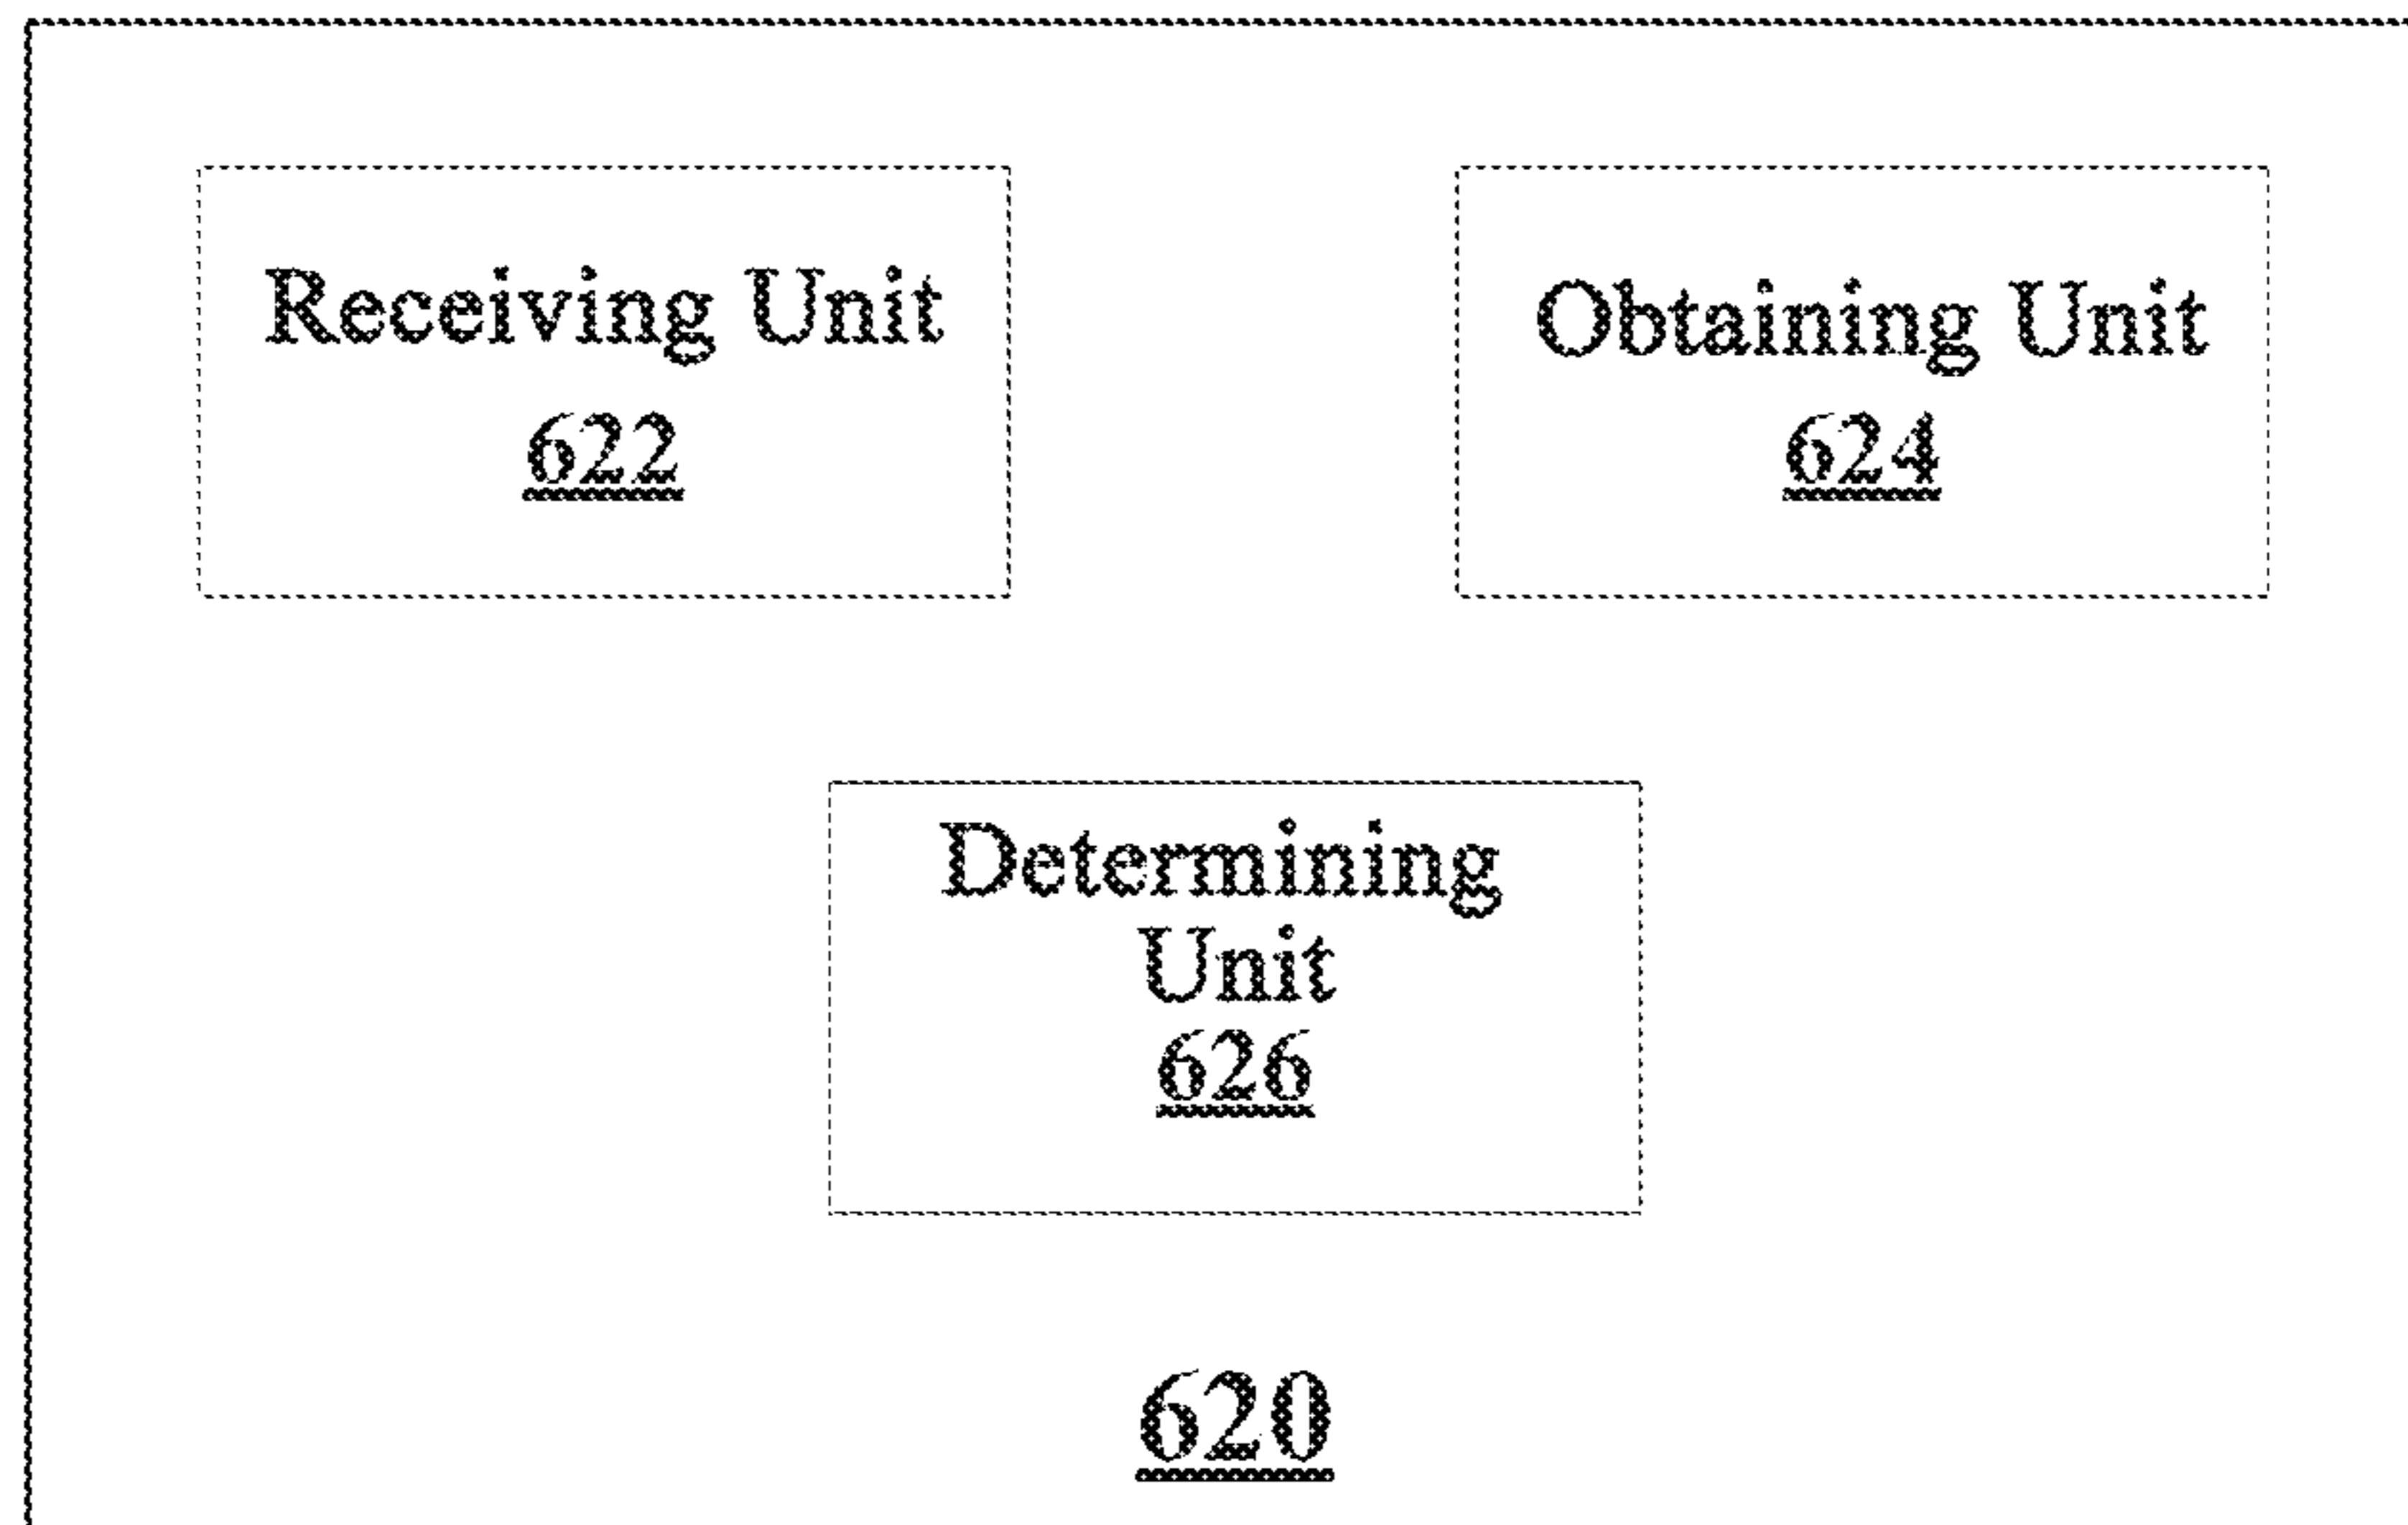 Receiving Unit
622
Obtaining Unit
624
Determining
Unit
626
620